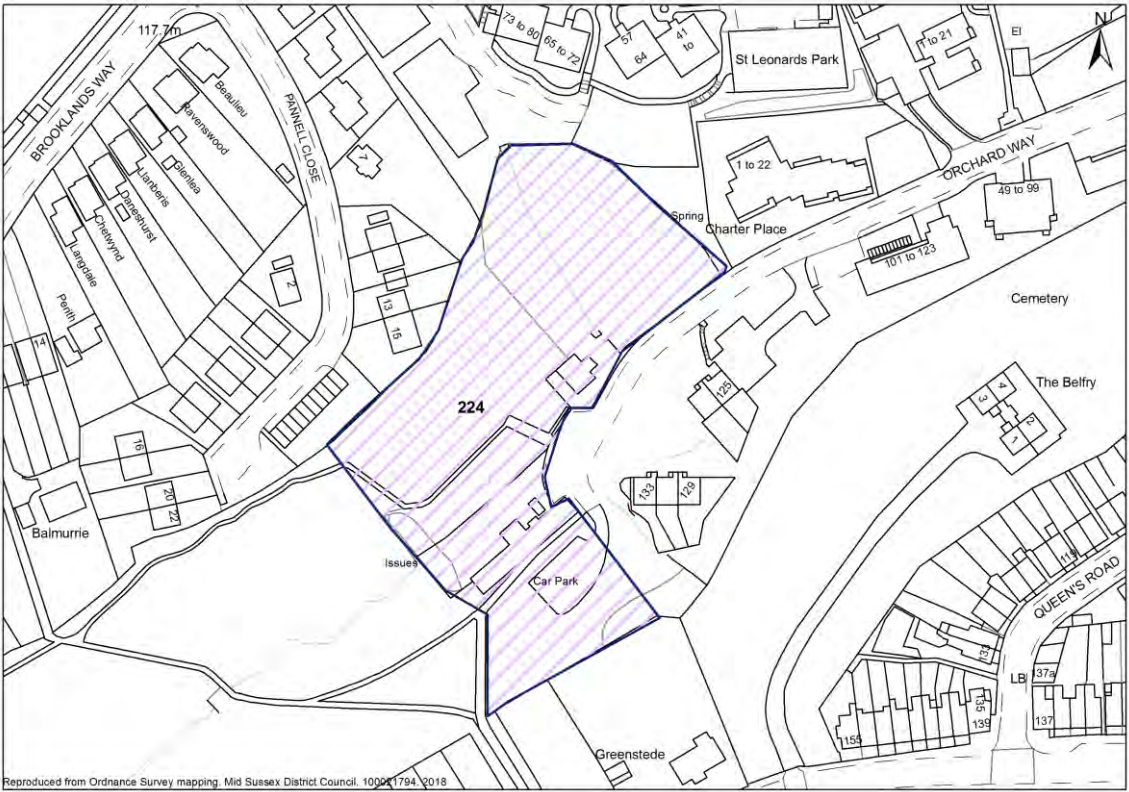 117.7m
BROOKLANDS WAY
PANNELL CLOSE
Beaulieu
Ravenswood
Glenlea
Llanberis
Daneshurst
Chetwynd
Langdale
Penth
14
7
2
13
15
16
20
22
Balmurrie
73 to 80
65 to 72
57
64
41
to
St Leonards Park
1 to 21
El
N
1 to 22
ORCHARD WAY
49 to 99
Spring
Charter Place
101 to 123
Cemetery
224
125
The Belfry
4
3
2
1
133
129
Issues
Car Park
119
QUEEN'S ROAD
133
LB
137a
135
139
137
155
Greenstede
Reproduced from Ordnance Survey mapping. Mid Sussex District Council. 100021794. 2018